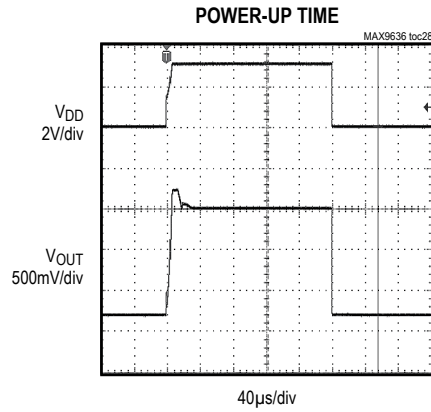 POWER-UP TIME
MAX9636 toc28
VDD
2V/div
VOUT
500mV/div
40µs/div